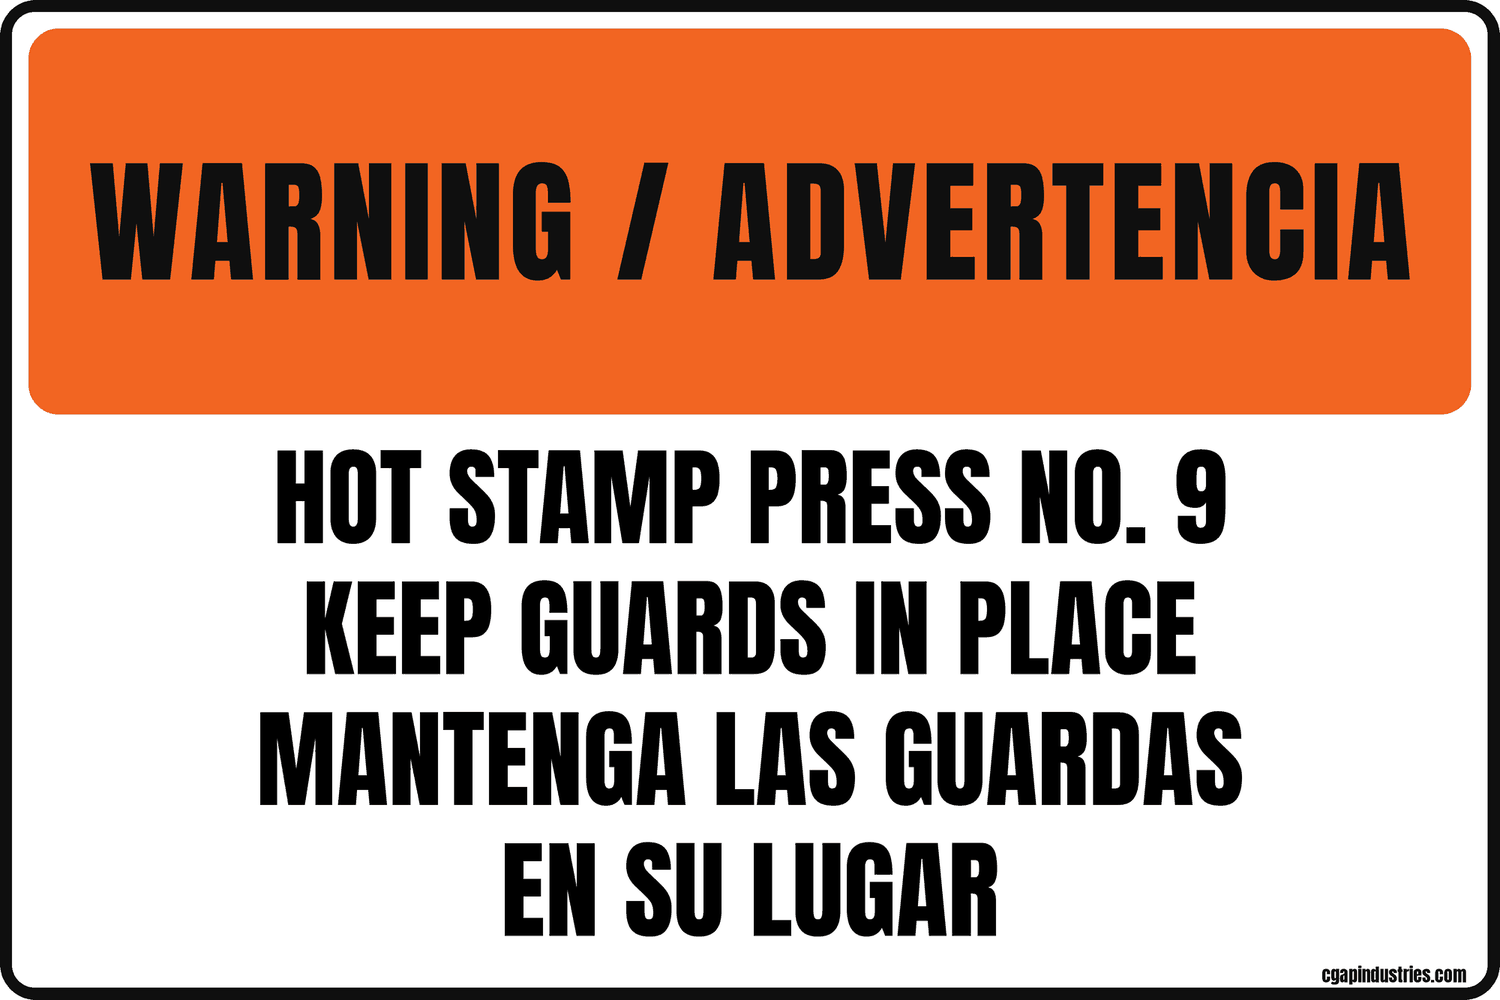 WARNING / ADVERTENCIA
HOT STAMP PRESS NO. 9
KEEP GUARDS IN PLACE
MANTENGA LAS GUARDAS
EN SU LUGAR
cgapindustries.com